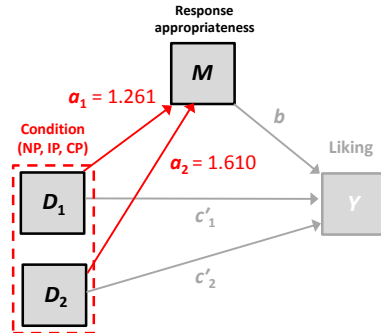 Response
appropriateness
M
a₁ = 1.261
b
Condition
(NP, IP, CP)
a₂ = 1.610
Liking
D₁
Y
c′₁
D₂
c′₂